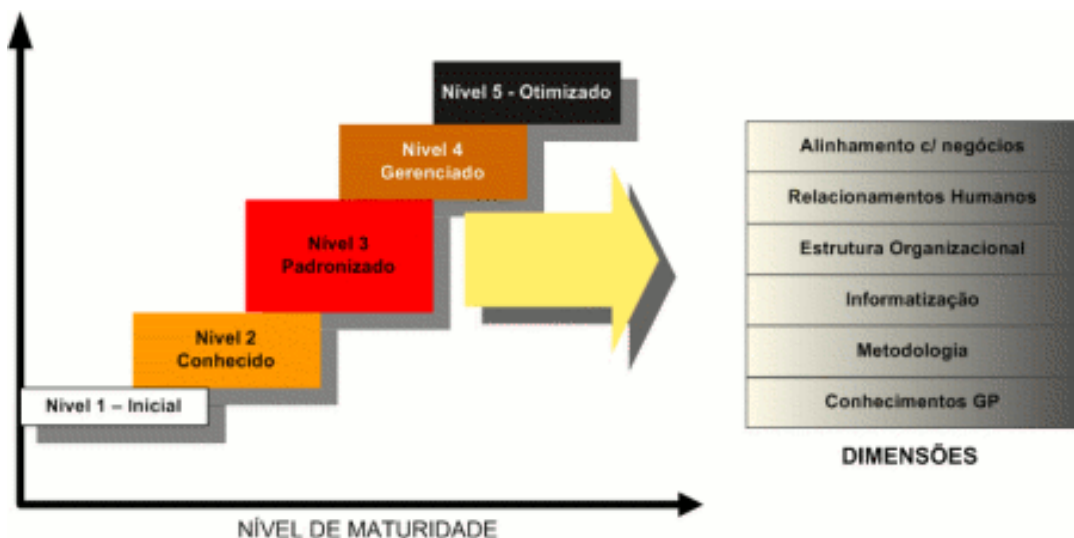 Nível 5 - Otimizado
Nível 4
Gerenciado
Nível 3
Padronizado
Nível 2
Conhecido
Nível 1 – Inicial
NÍVEL DE MATURIDADE
Alinhamento c/ negócios
Relacionamentos Humanos
Estrutura Organizacional
Informatização
Metodologia
Conhecimentos GP
DIMENSÕES